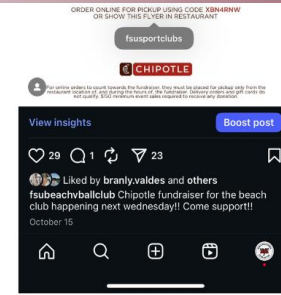 ORDER ONLINE FOR PICKUP USING CODE XBN4RNW
OR SHOW THIS FLYER IN RESTAURANT
fsusportclubs
CHIPOTLE
For online orders to count towards the fundraiser, they must be placed for pickup only from the
restaurant location of, and during the hours of, the fundraiser. Delivery orders and gift cards do
not qualify. $150 minimum event sales required to receive any donation.
View insights
Boost post
29 1 23
Liked by branly.valdes and others
fsubeachvballclub Chipotle fundraiser for the beach
club happening next wednesday!! Come support!!
October 15